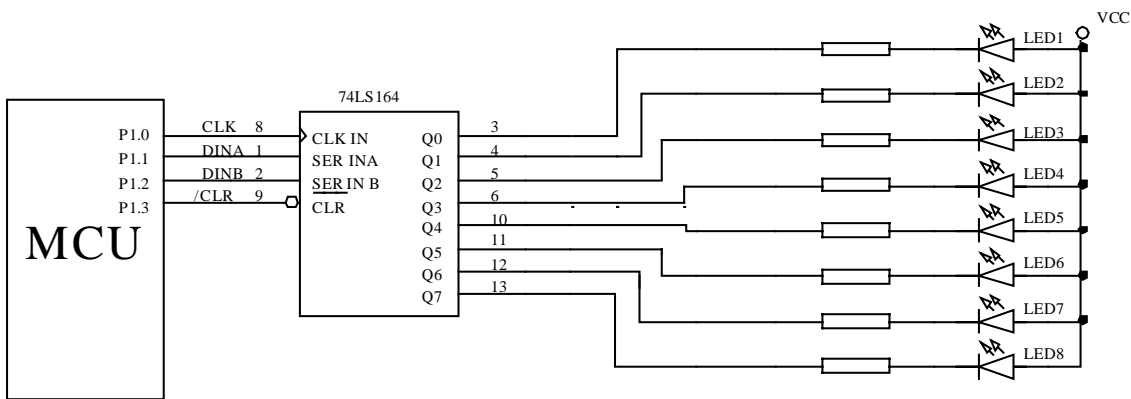 VCC
LED1
LED2
LED3
LED4
LED5
LED6
LED7
LED8
74LS164
MCU
P1.0 CLK 8 CLK IN Q0 3
P1.1 DINA 1 SER INA Q1 4
P1.2 DINB 2 SER IN B Q2 5
P1.3 /CLR 9 CLR Q3 6
Q4 10
Q5 11
Q6 12
Q7 13